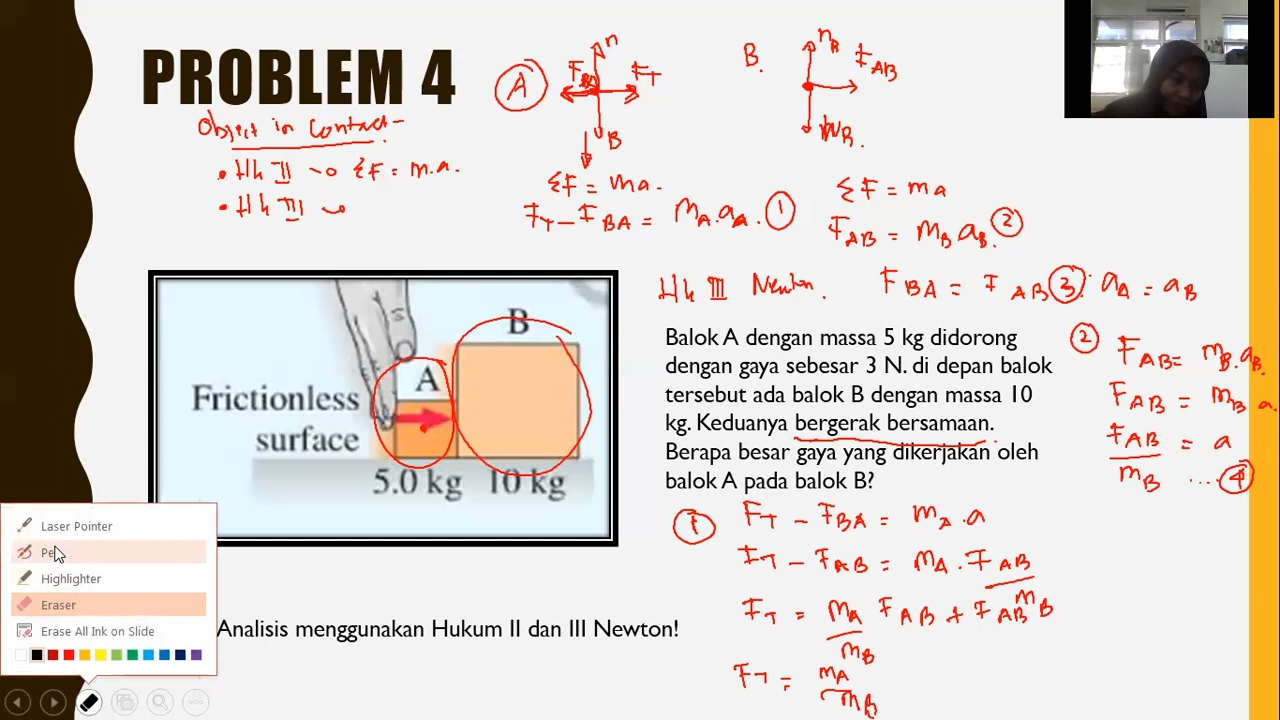 PROBLEM 4
Object in Contact
• Hk II → ΣF = m.a.
• Hk III →
A
n
F_BA
F_T
B
ΣF = ma.
F_T - F_BA = m_A.a_A. ①
B.
n_B
F_AB
W_B.
ΣF = ma
F_AB = m_B a_B. ②
Hk III Newton. F_BA = F_AB ③ a_A = a_B
B
A
Frictionless
surface
5.0 kg 10 kg
Balok A dengan massa 5 kg didorong
dengan gaya sebesar 3 N. di depan balok
tersebut ada balok B dengan massa 10
kg. Keduanya bergerak bersamaan.
Berapa besar gaya yang dikerjakan oleh
balok A pada balok B?
② F_AB = m_B.a_B.
F_AB = m_B a.
F_AB / m_B = a ... ④
① F_T - F_BA = m_A.a
F_T - F_AB = m_A . F_AB / m_B
F_T = m_A / m_B F_AB + F_AB
F_T = m_A / m_B
Analisis menggunakan Hukum II dan III Newton!
Laser Pointer
Pe
Highlighter
Eraser
Erase All Ink on Slide